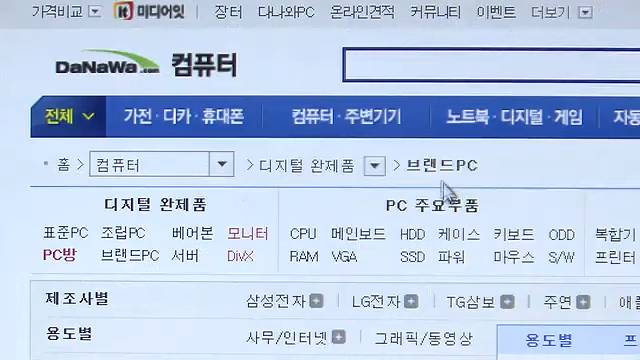 가격비교 it 미디어잇 장터 다나와PC 온라인견적 커뮤니티 이벤트 더보기
DaNaWa.com 컴퓨터
전체 가전·디카·휴대폰 컴퓨터·주변기기 노트북·디지털·게임 자동
홈 > 컴퓨터 > 디지털 완제품 > 브랜드PC
디지털 완제품 PC 주요부품
표준PC 조립PC 베어본 모니터 CPU 메인보드 HDD 케이스 키보드 ODD 복합기
PC방 브랜드PC 서버 DivX RAM VGA SSD 파워 마우스 S/W 프린터
제조사별 삼성전자 LG전자 TG삼보 주연 애플
용도별 사무/인터넷 그래픽/동영상 용도별